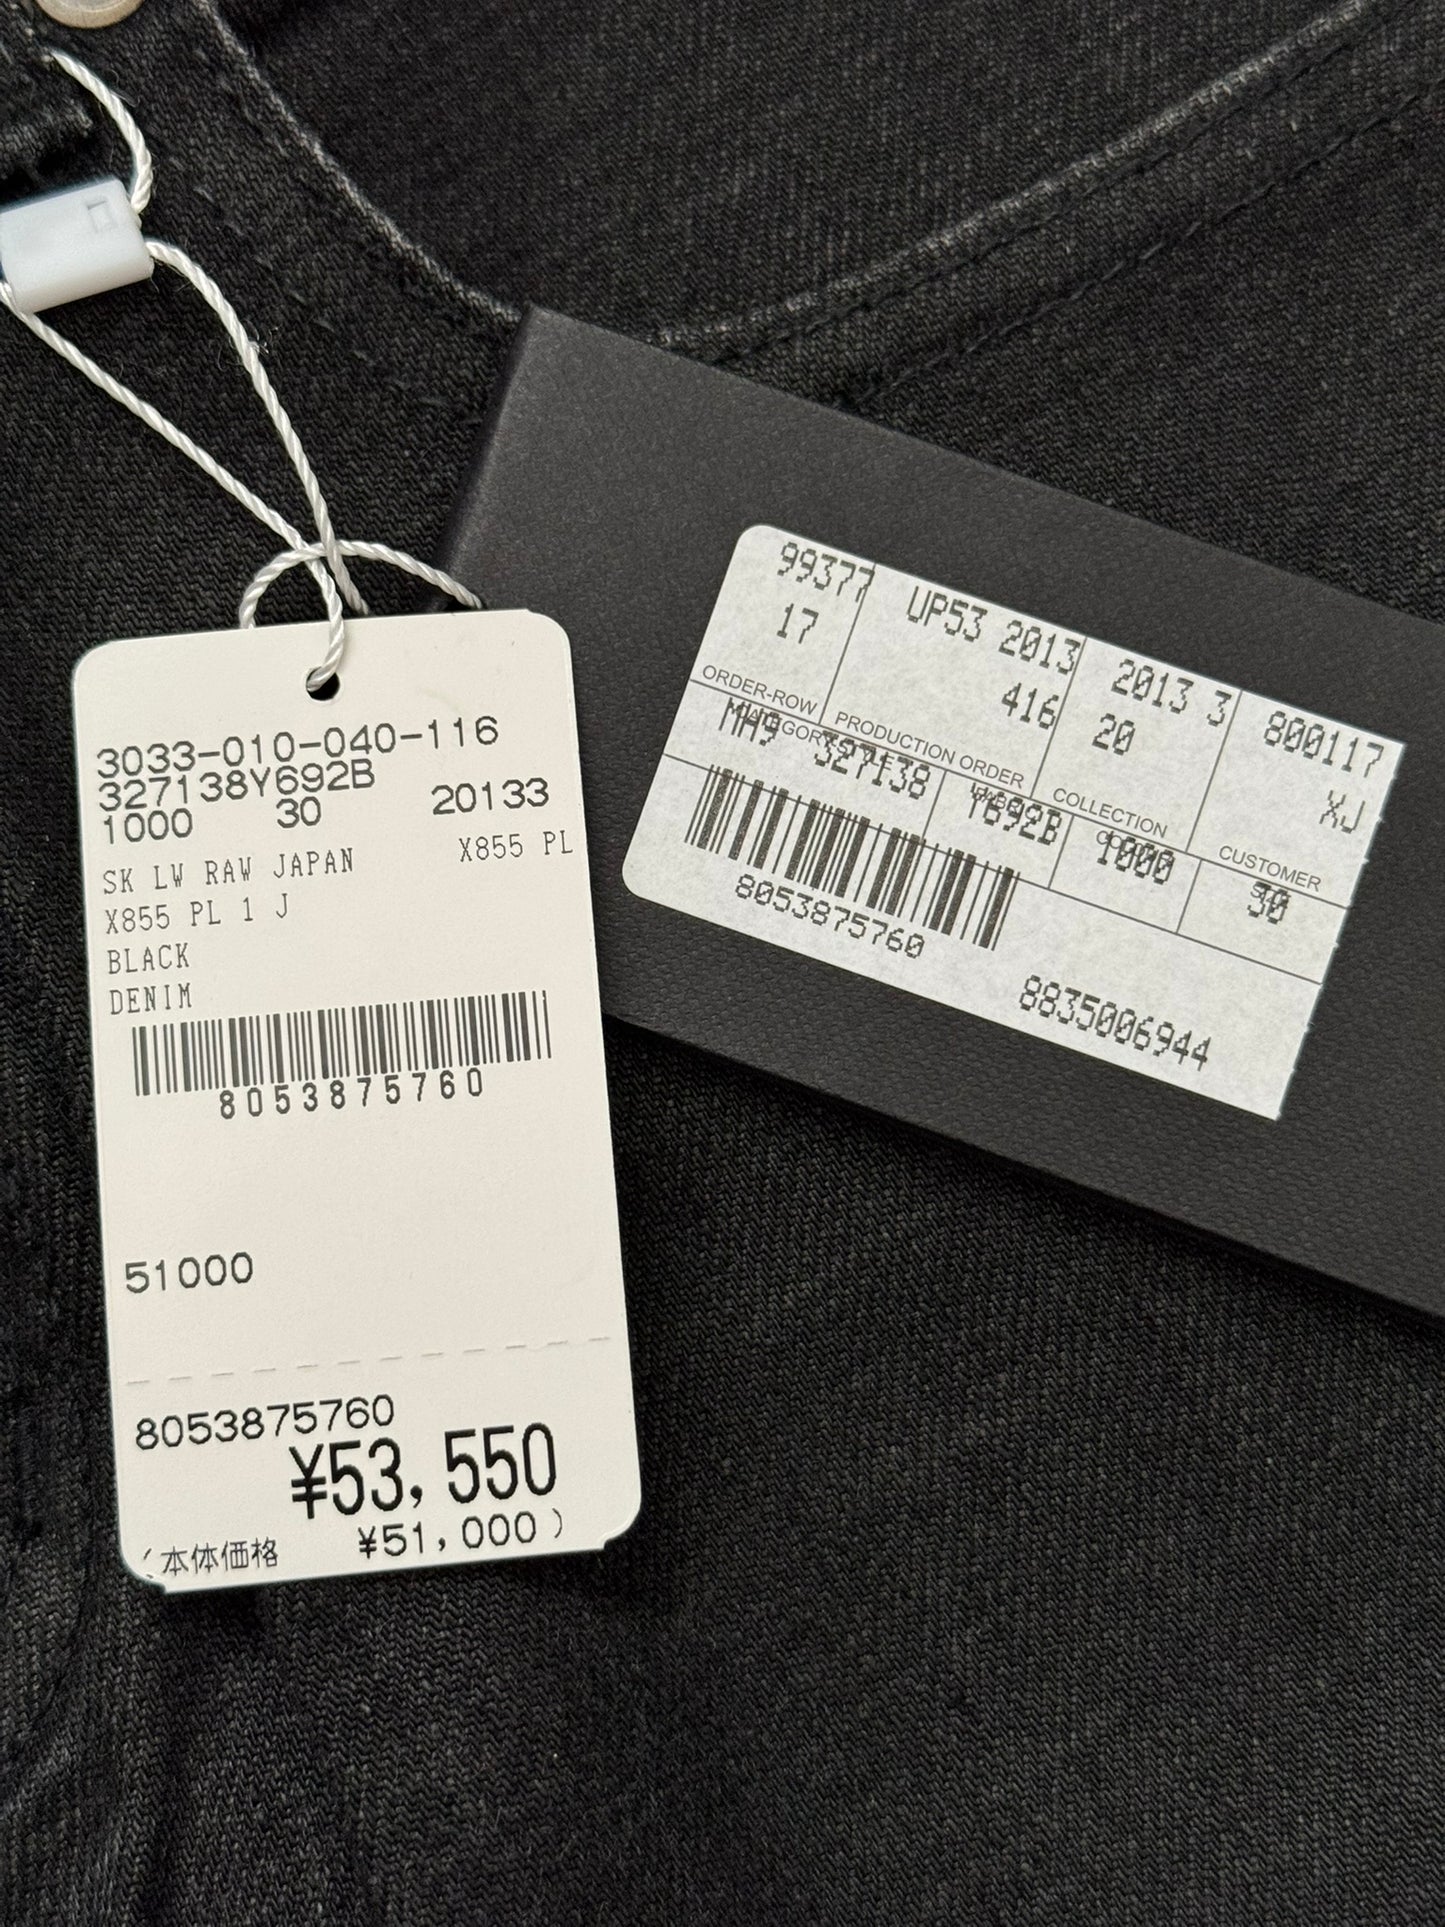 3033-010-040-116
327138Y692B
1000 30 20133
SK LW RAW JAPAN X855 PL
X855 PL 1 J
BLACK
DENIM
8053875760
51000
8053875760
¥53,550
(本体価格 ¥51,000)
99377 UP53 2013 2013 3 800117
17 416 20 XJ
ORDER-ROW PRODUCTION ORDER COLLECTION CUSTOMER
MH9 327138 Y692B 1000 30
8053875760
8835006944